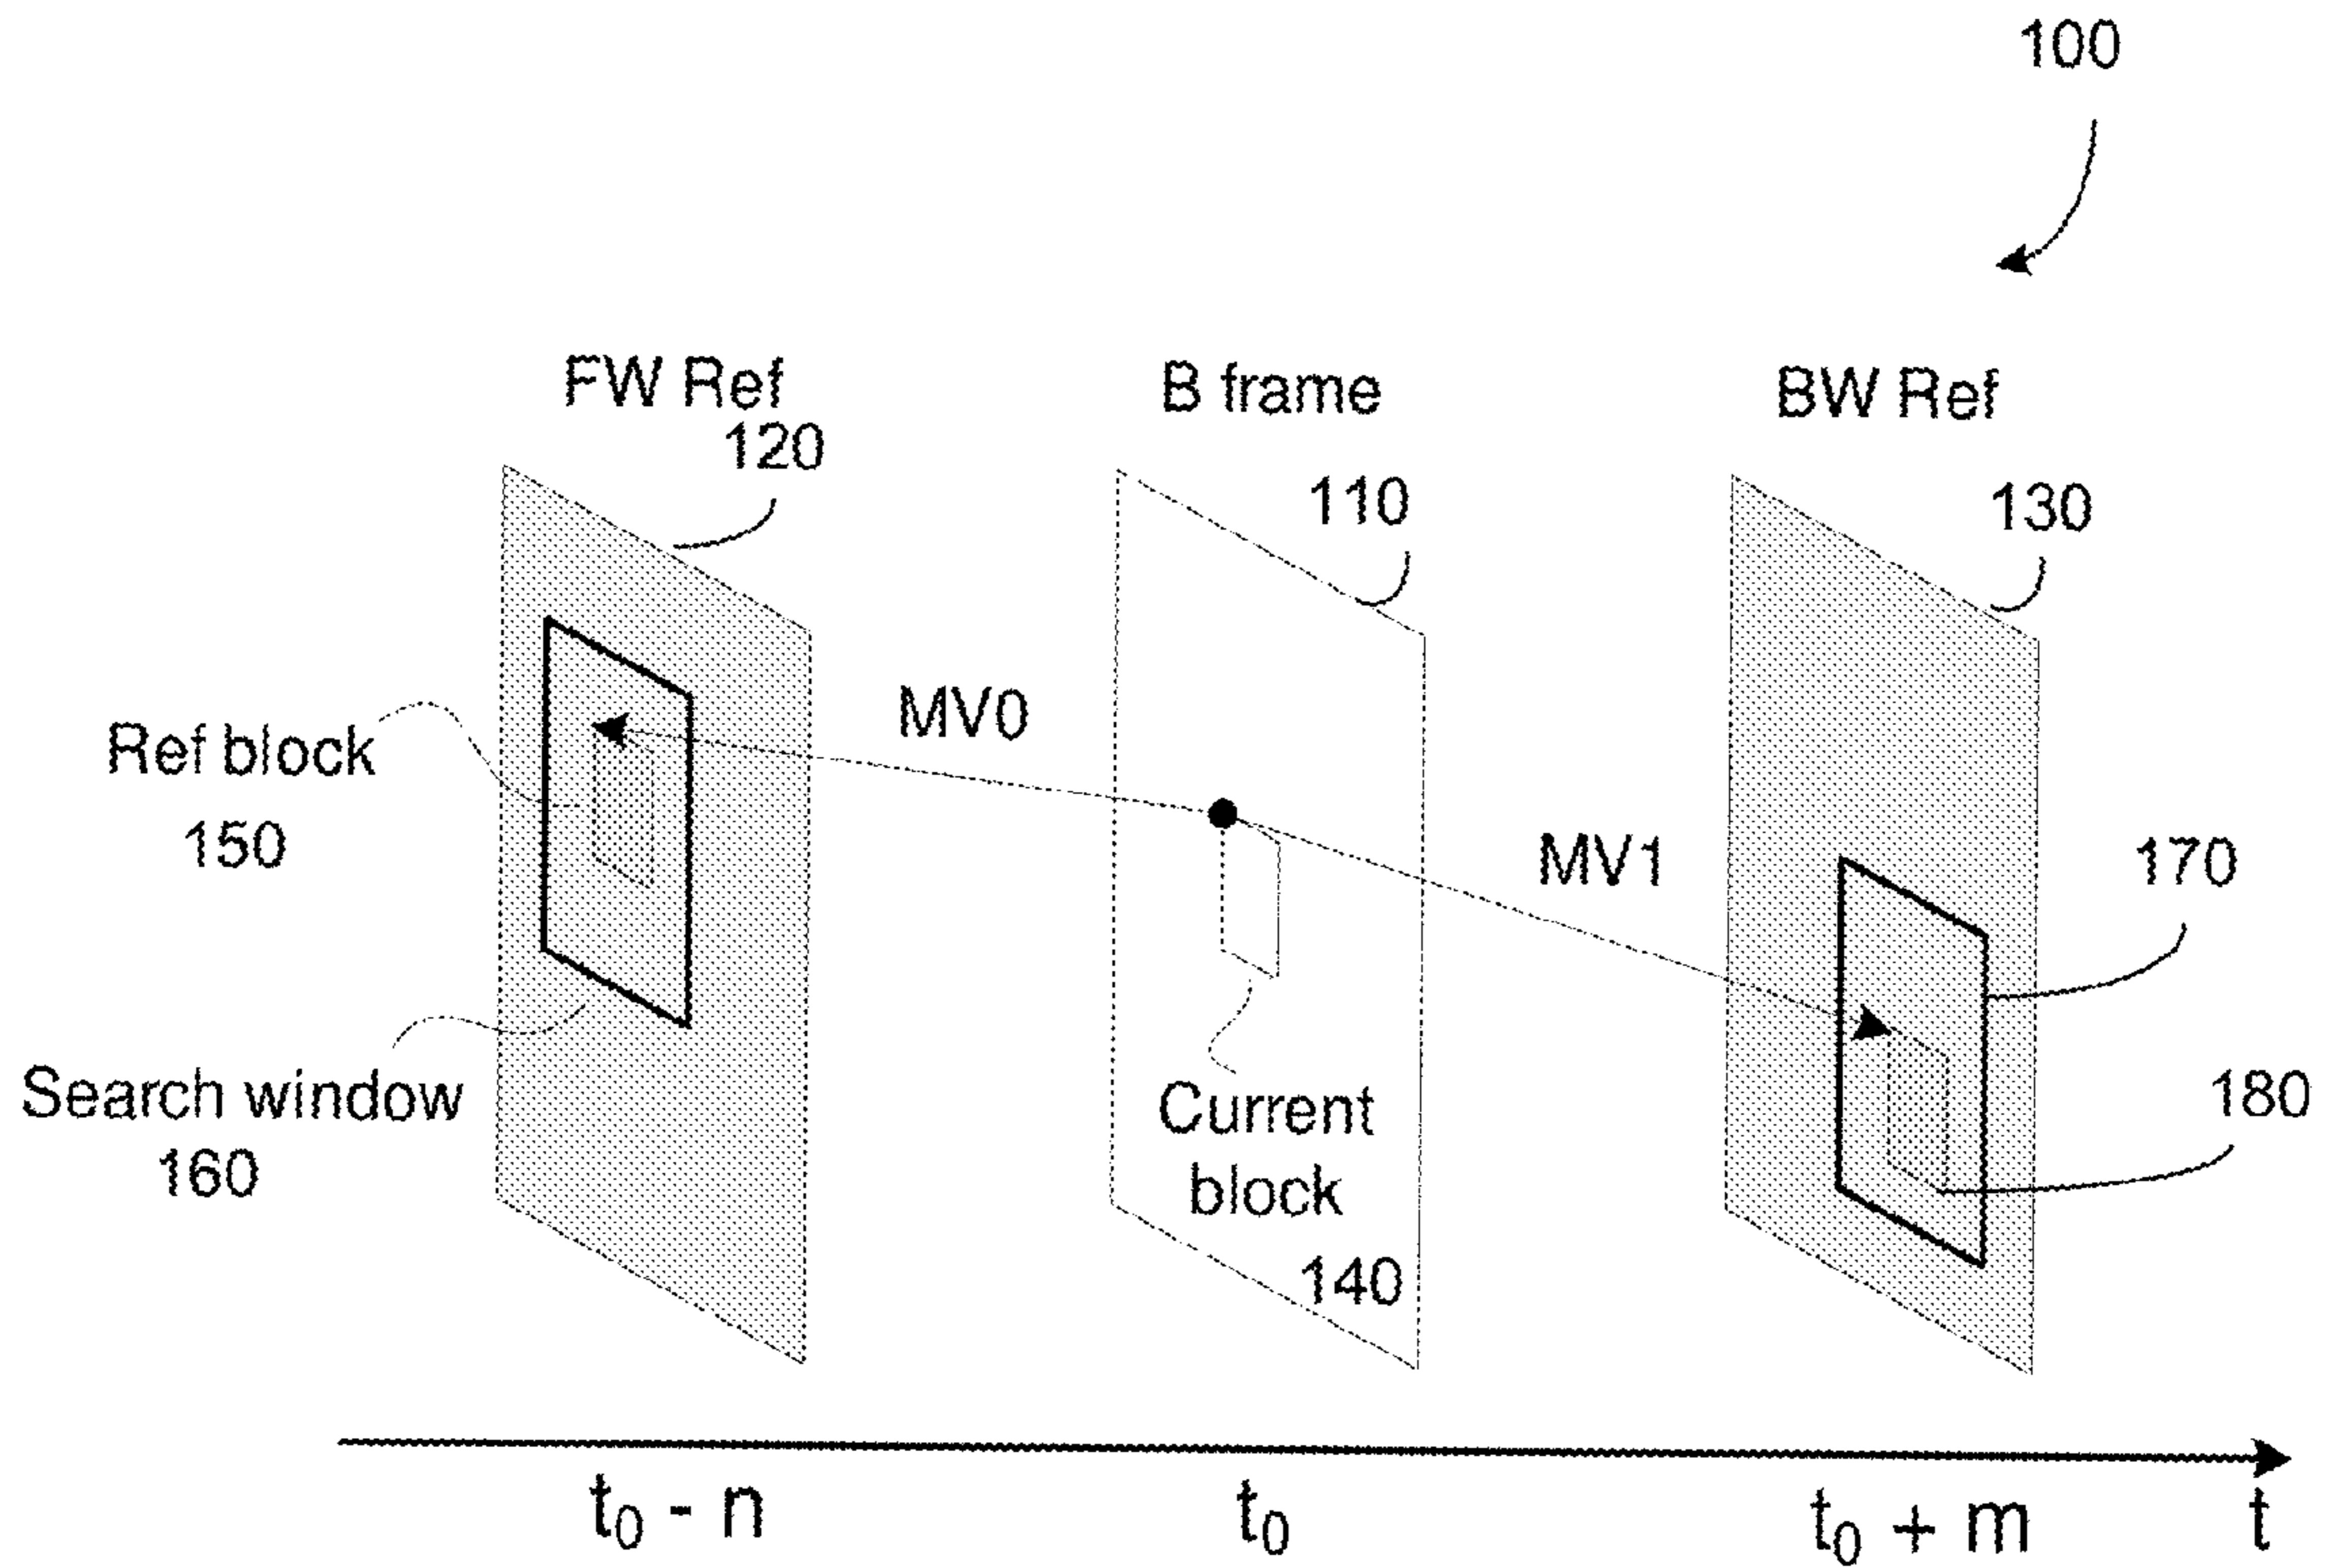 100
FW Ref
120
B frame
110
BW Ref
130
MV0
Ref block
150
MV1
170
Search window
160
Current
block
140
180
t₀ - n
t₀
t₀ + m
t